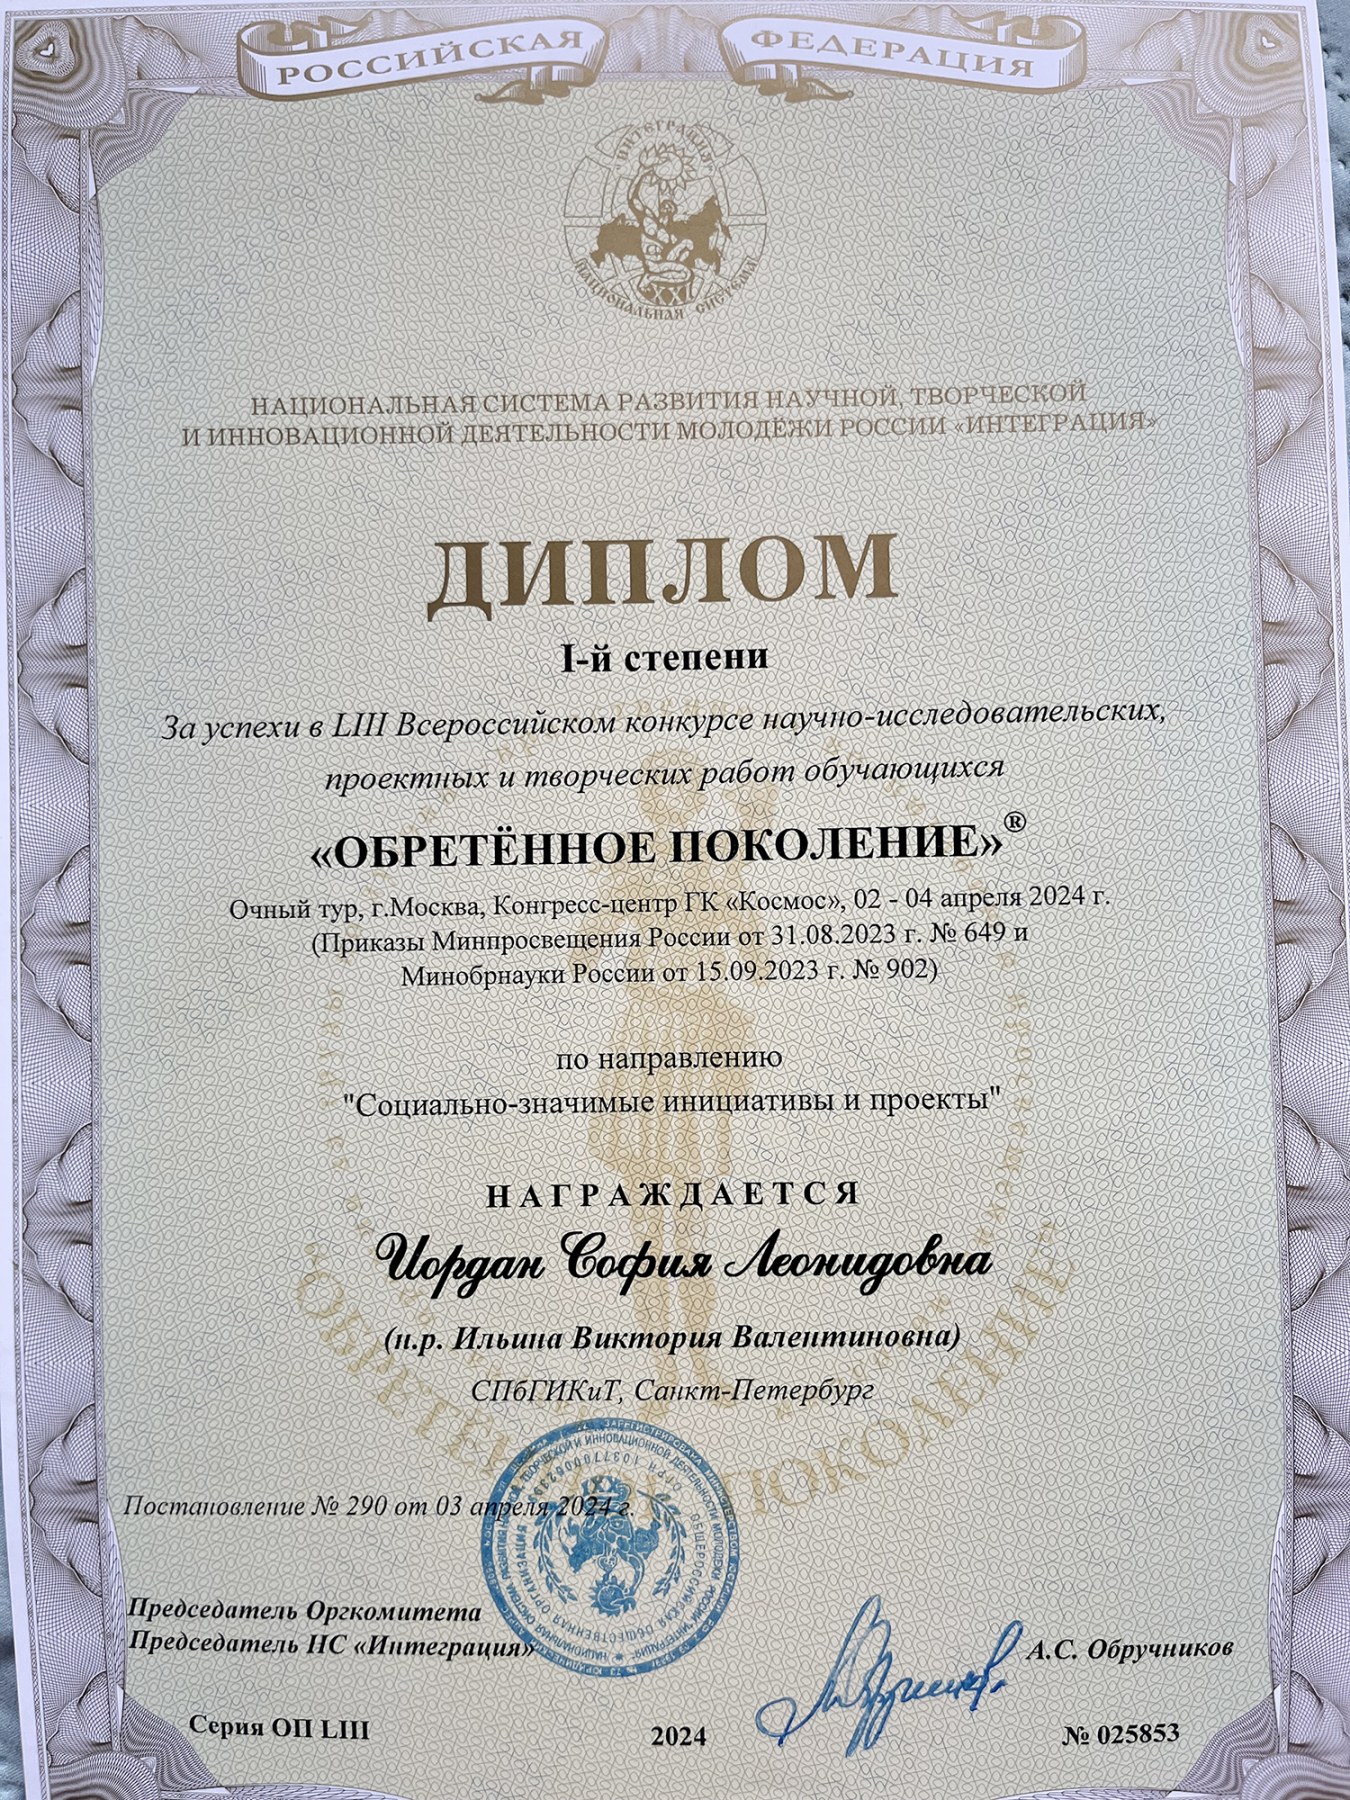 РОССИЙСКАЯ ФЕДЕРАЦИЯ
ИНТЕГРАЦИЯ
XXI
НАЦИОНАЛЬНАЯ СИСТЕМА
НАЦИОНАЛЬНАЯ СИСТЕМА РАЗВИТИЯ НАУЧНОЙ, ТВОРЧЕСКОЙ
И ИННОВАЦИОННОЙ ДЕЯТЕЛЬНОСТИ МОЛОДЁЖИ РОССИИ «ИНТЕГРАЦИЯ»
ДИПЛОМ
I-й степени
За успехи в LIII Всероссийском конкурсе научно-исследовательских,
проектных и творческих работ обучающихся
«ОБРЕТЁННОЕ ПОКОЛЕНИЕ»®
Очный тур, г.Москва, Конгресс-центр ГК «Космос», 02 - 04 апреля 2024 г.
(Приказы Минпросвещения России от 31.08.2023 г. № 649 и
Минобрнауки России от 15.09.2023 г. № 902)
по направлению
"Социально-значимые инициативы и проекты"
НАГРАЖДАЕТСЯ
Иордан София Леонидовна
(н.р. Ильина Виктория Валентиновна)
СПбГИКиТ, Санкт-Петербург
Постановление № 290 от 03 апреля 2024 г.
Председатель Оргкомитета
Председатель НС «Интеграция»
А.С. Обручников
Серия ОП LIII
2024
№ 025853